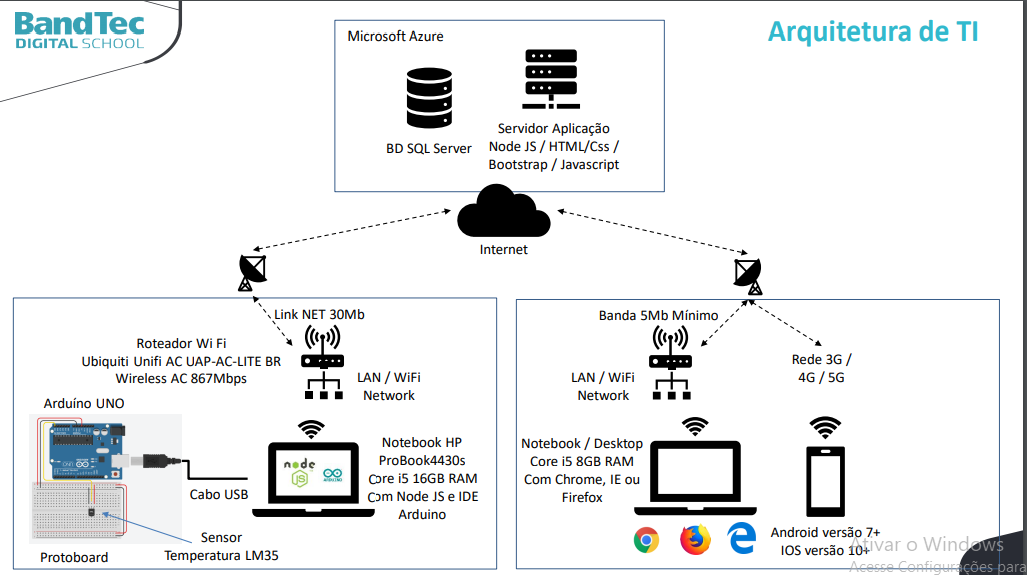 BandTec
DIGITAL SCHOOL
Arquitetura de TI
Microsoft Azure
BD SQL Server
Servidor Aplicação
Node JS / HTML/Css /
Bootstrap / Javascript
Internet
Link NET 30Mb
Roteador Wi Fi
Ubiquiti Unifi AC UAP-AC-LITE BR
Wireless AC 867Mbps
LAN / WiFi
Network
Arduíno UNO
Cabo USB
node
JS
ARDUINO
Notebook HP
ProBook4430s
Core i5 16GB RAM
Com Node JS e IDE
Arduino
Sensor
Temperatura LM35
Protoboard
Banda 5Mb Mínimo
LAN / WiFi
Network
Rede 3G /
4G / 5G
Notebook / Desktop
Core i5 8GB RAM
Com Chrome, IE ou
Firefox
Android versão 7+
IOS versão 10+
Ativar o Windows
Acesse Configurações para